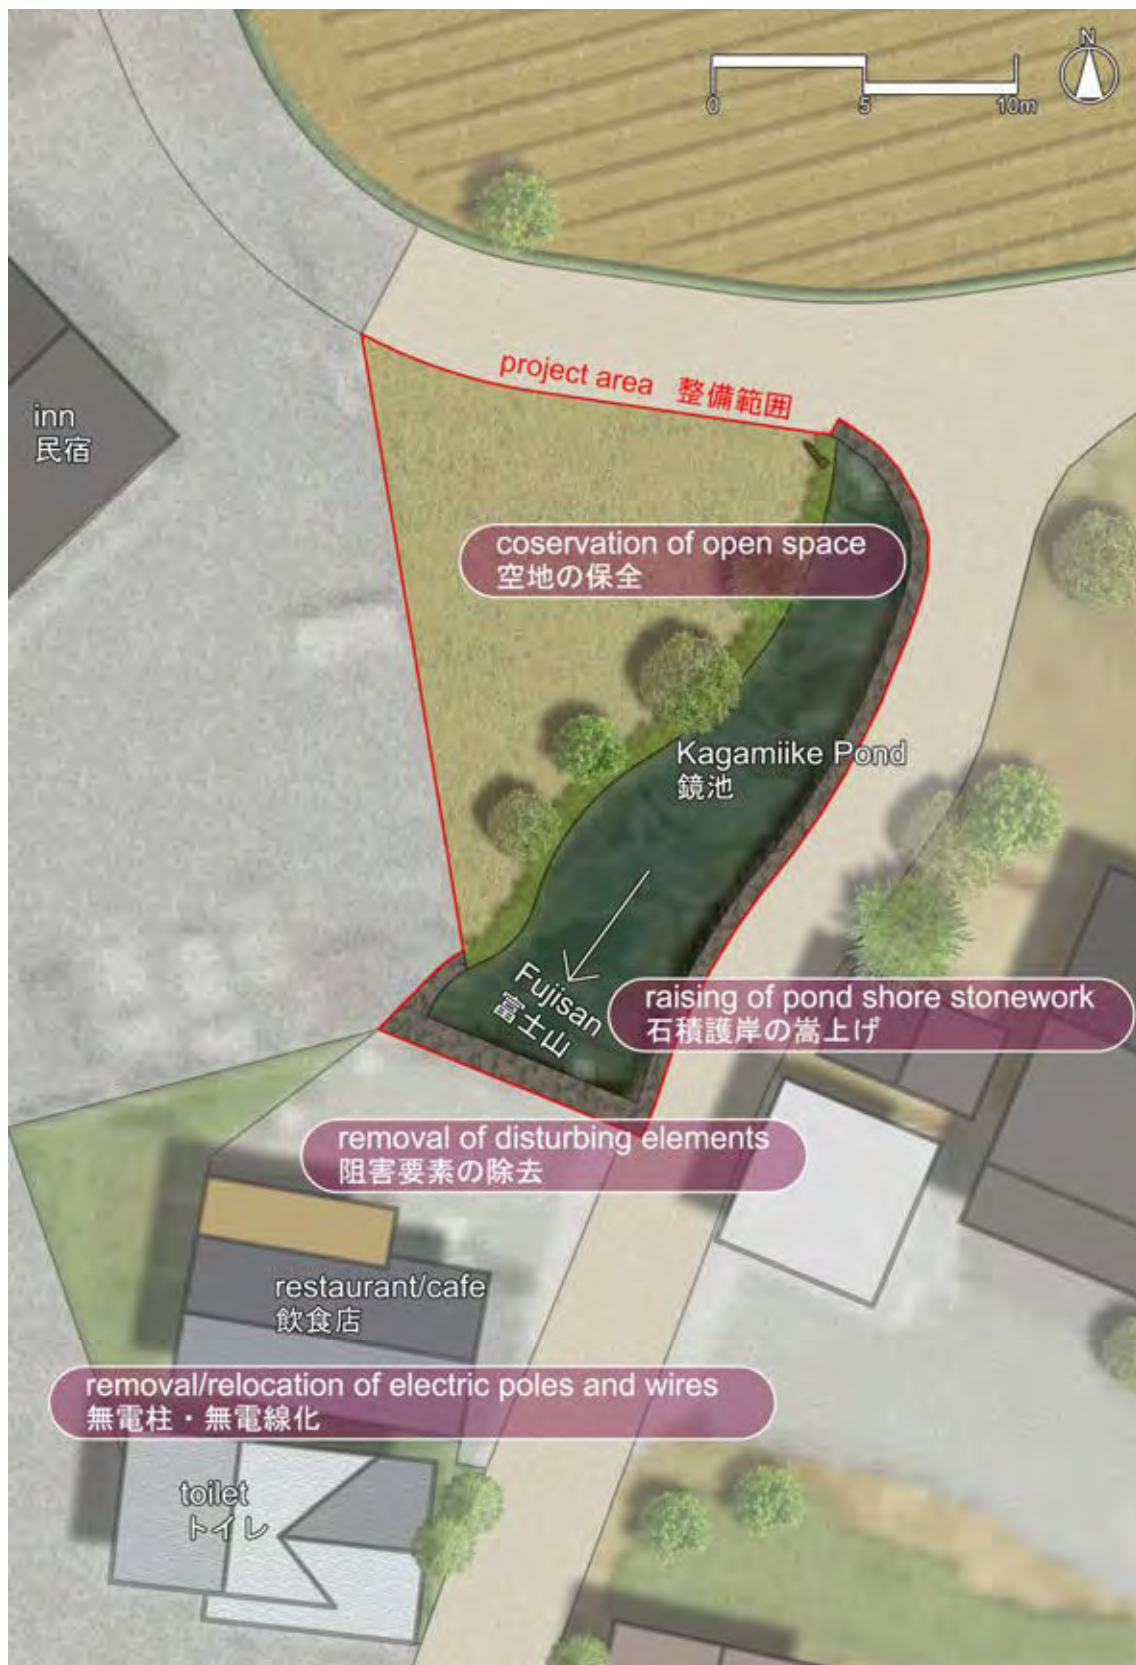 N
0 5 10m
project area 整備範囲
inn
民宿
coservation of open space
空地の保全
Kagamiike Pond
鏡池
Fujisan
富士山
raising of pond shore stonework
石積護岸の嵩上げ
removal of disturbing elements
阻害要素の除去
restaurant/cafe
飲食店
removal/relocation of electric poles and wires
無電柱・無電線化
toilet
トイレ